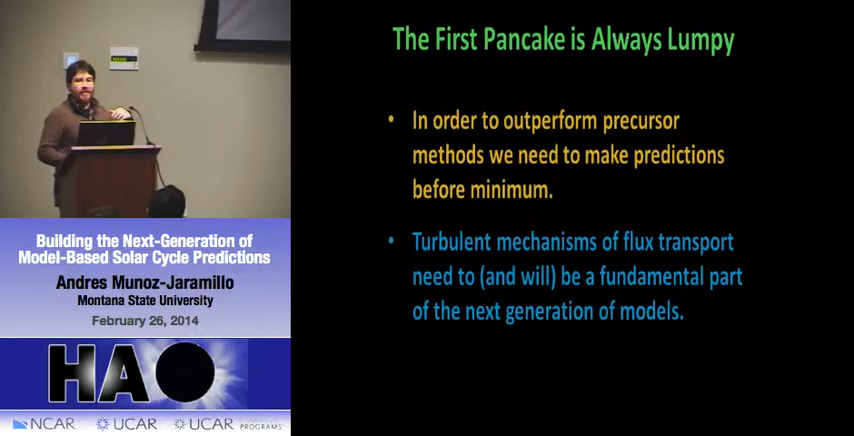 The First Pancake is Always Lumpy
• In order to outperform precursor
methods we need to make predictions
before minimum.
• Turbulent mechanisms of flux transport
need to (and will) be a fundamental part
of the next generation of models.
Building the Next-Generation of
Model-Based Solar Cycle Predictions
Andres Munoz-Jaramillo
Montana State University
February 26, 2014
HAO
NCAR UCAR UCAR
PROGRAMS